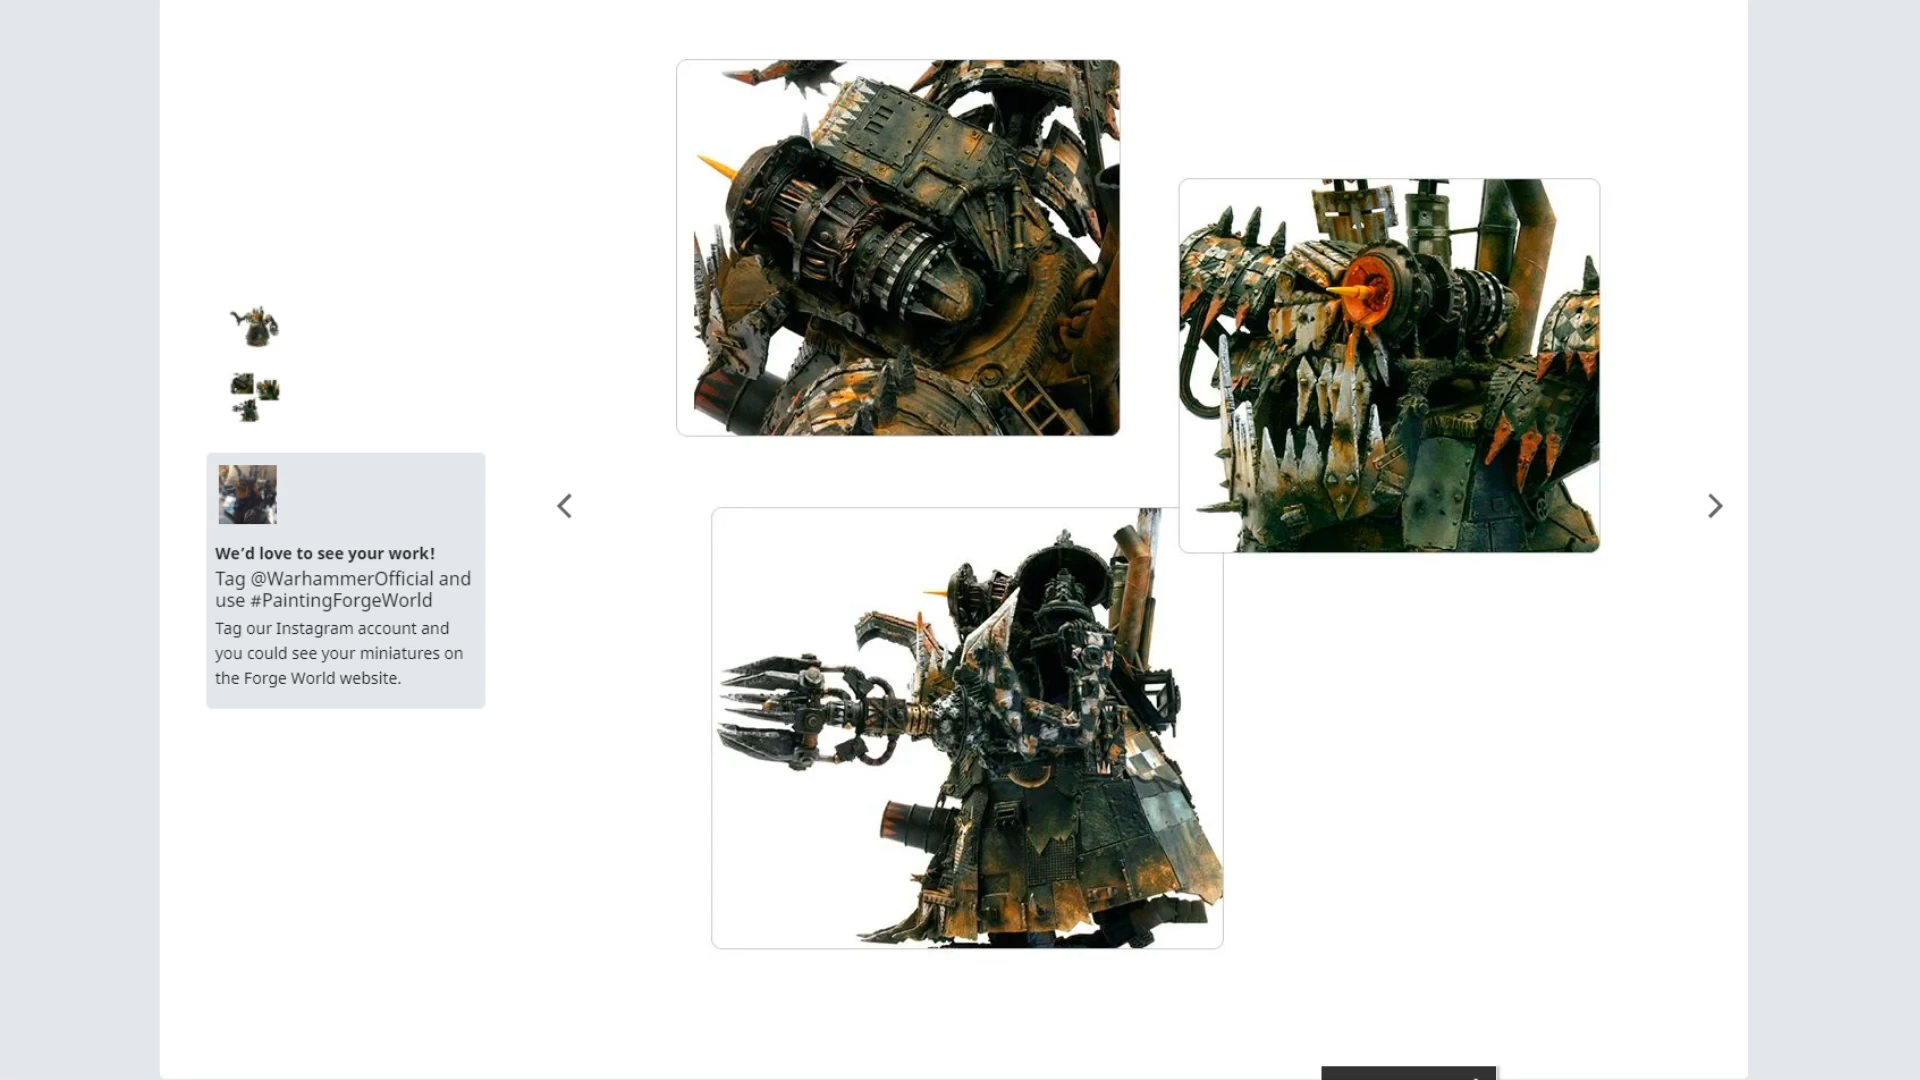 We'd love to see your work!
Tag @WarhammerOfficial and
use #PaintingForgeWorld
Tag our Instagram account and
you could see your miniatures on
the Forge World website.